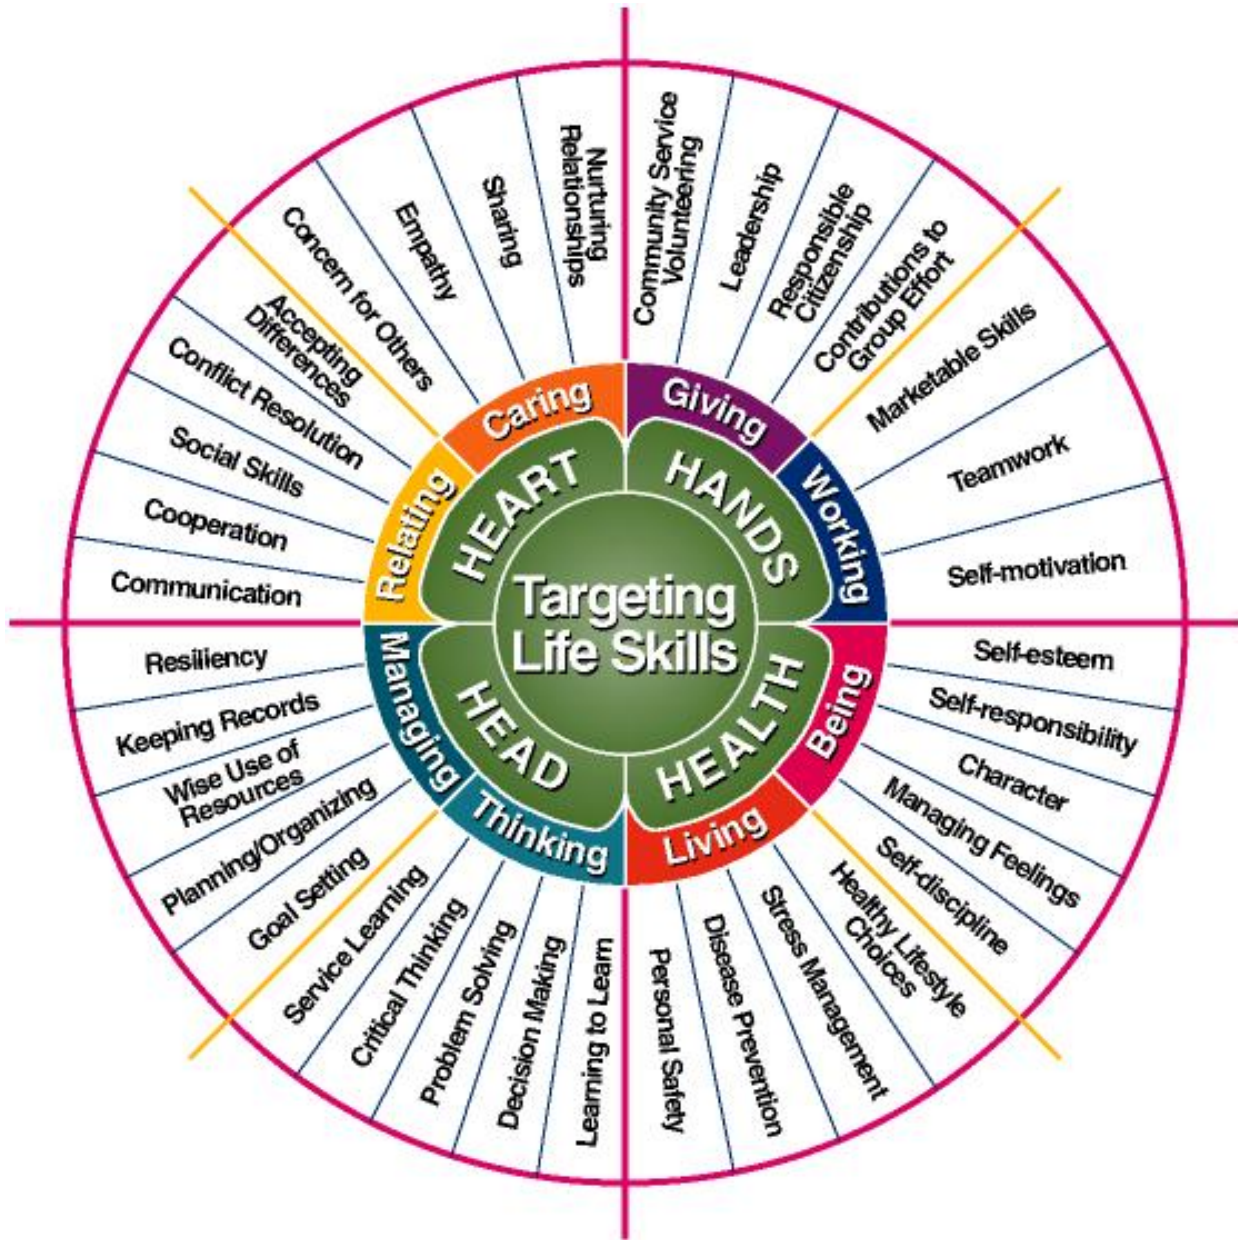 Targeting
Life Skills
HEART
Caring
Nurturing
Relationships
Sharing
Empathy
Concern for Others
Relating
Accepting
Differences
Conflict Resolution
Social Skills
Cooperation
Communication
HANDS
Giving
Community Service
Volunteering
Leadership
Responsible
Citizenship
Contributions to
Group Effort
Working
Marketable Skills
Teamwork
Self-motivation
HEALTH
Being
Self-esteem
Self-responsibility
Character
Managing Feelings
Self-discipline
Living
Healthy Lifestyle
Choices
Stress Management
Disease Prevention
Personal Safety
HEAD
Thinking
Learning to Learn
Decision Making
Problem Solving
Critical Thinking
Service Learning
Managing
Goal Setting
Planning/Organizing
Wise Use of
Resources
Keeping Records
Resiliency